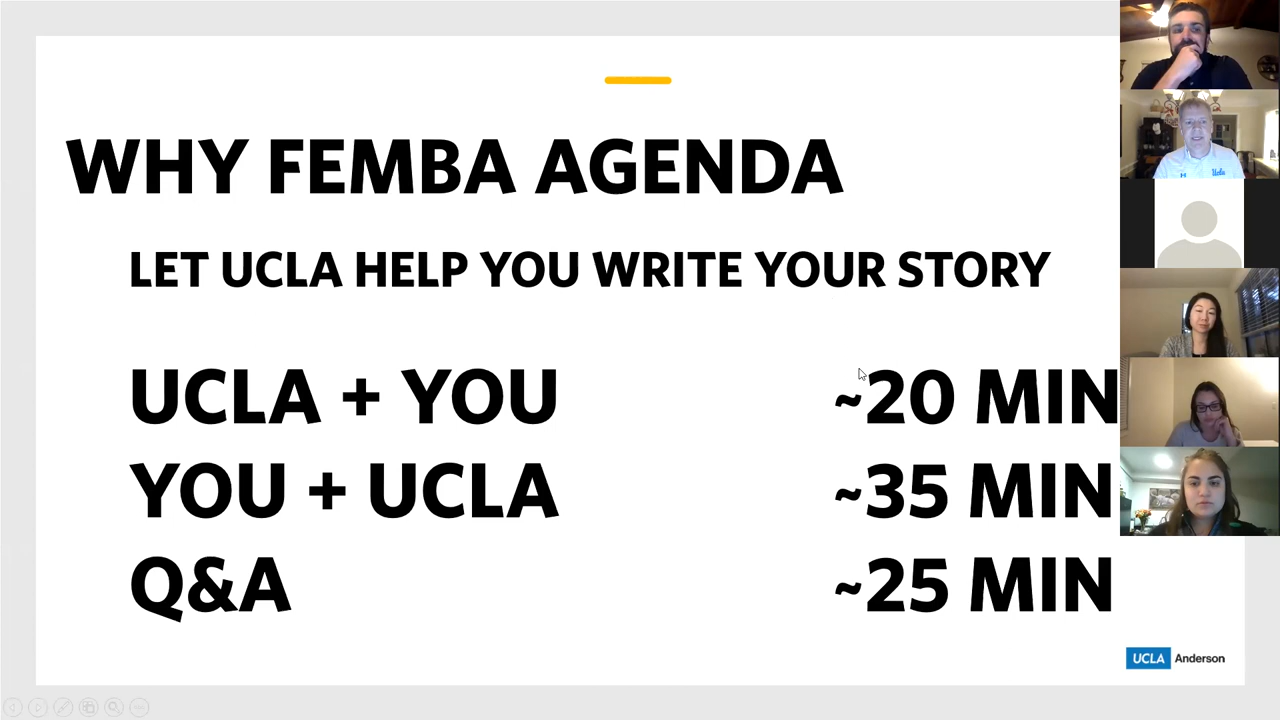 WHY FEMBA AGENDA
LET UCLA HELP YOU WRITE YOUR STORY
UCLA + YOU ~20 MIN
YOU + UCLA ~35 MIN
Q&A ~25 MIN
UCLA Anderson
Ucla